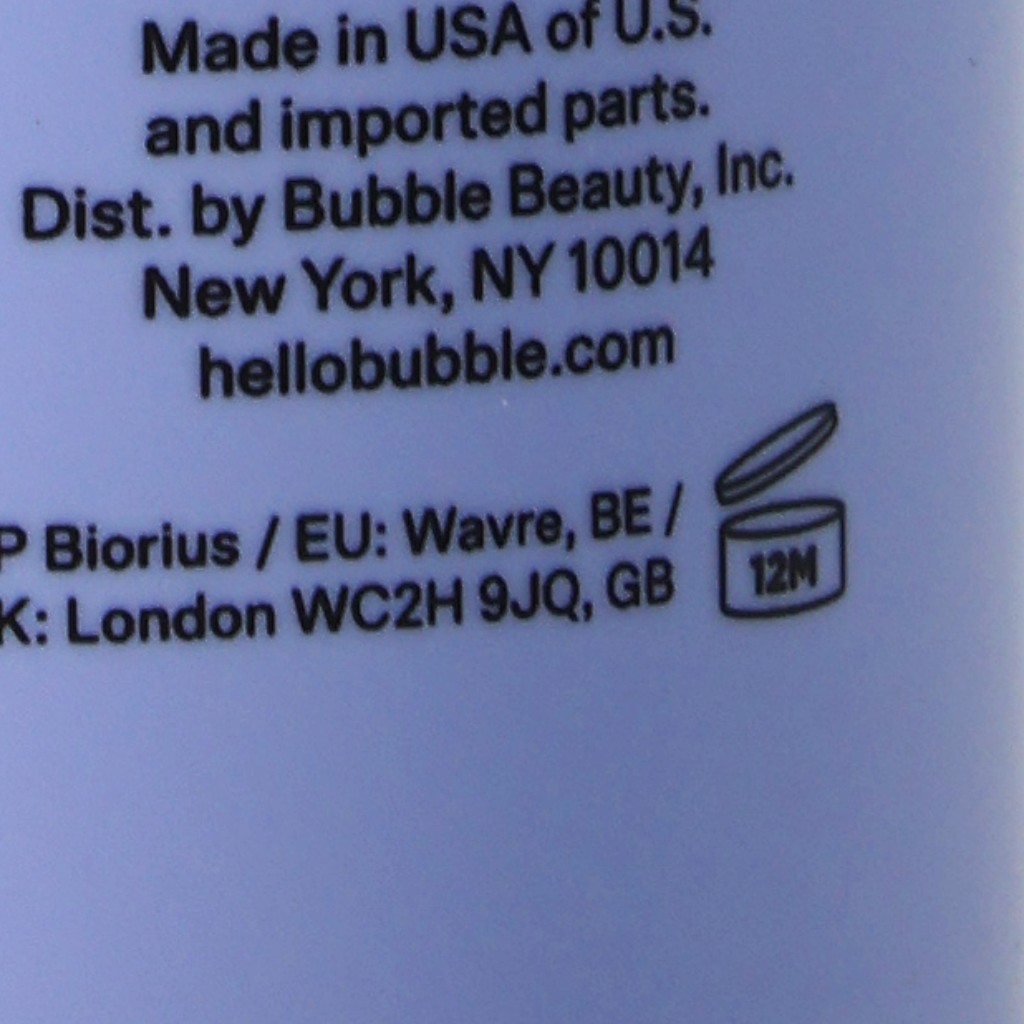 Made in USA of U.S.
and imported parts.
Dist. by Bubble Beauty, Inc.
New York, NY 10014
hellobubble.com
P Biorius / EU: Wavre, BE /
K: London WC2H 9JQ, GB
12M